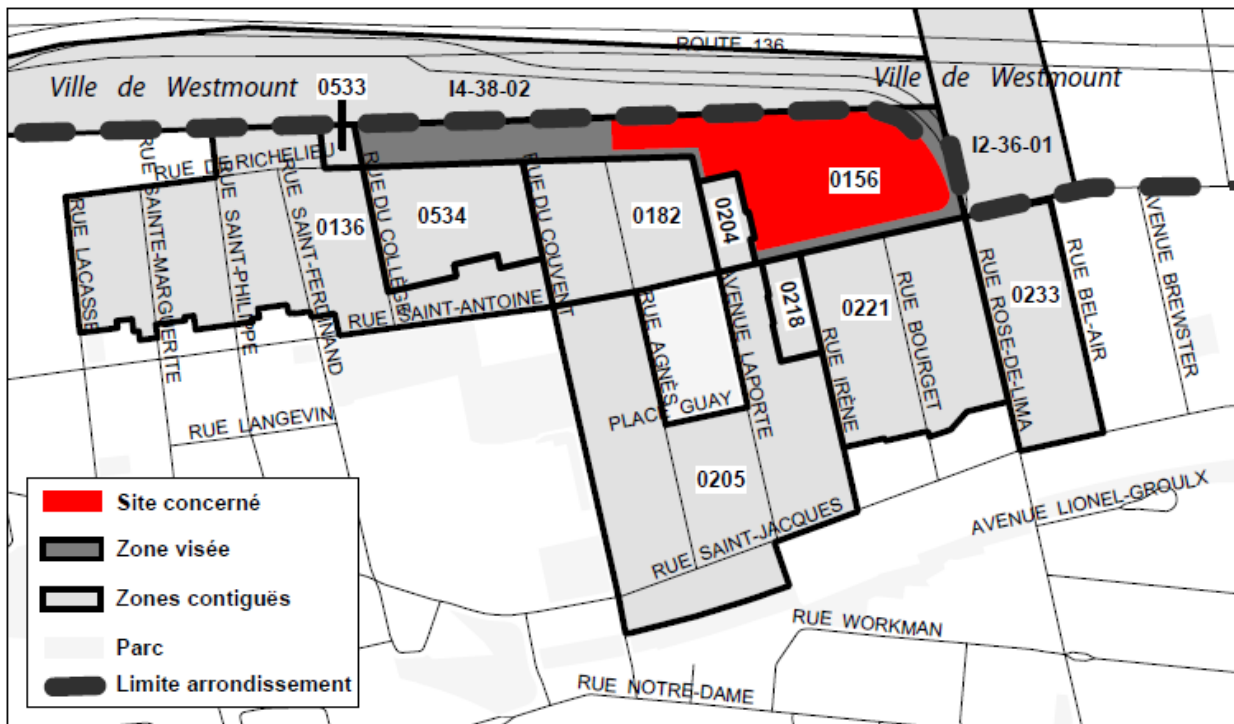 ROUTE 136
Ville de Westmount
0533
I4-38-02
Ville de Westmount
I2-36-01
RUE DE RICHELIEU
0156
RUE LACASSE
RUE SAINTE-MARGUERITE
RUE SAINT-PHILIPPE
RUE SAINT-FERDINAND
0136
RUE DU COLLÈGE
0534
RUE DU COUVENT
0182
0204
RUE SAINT-ANTOINE
RUE AGNÈS
AVENUE LAPORTE
0218
RUE IRÈNE
0221
RUE BOURGET
RUE ROSE-DE-LIMA
0233
RUE BEL-AIR
AVENUE BREWSTER
RUE LANGEVIN
PLACE GUAY
0205
RUE SAINT-JACQUES
AVENUE LIONEL-GROULX
RUE WORKMAN
RUE NOTRE-DAME
Site concerné
Zone visée
Zones contiguës
Parc
Limite arrondissement